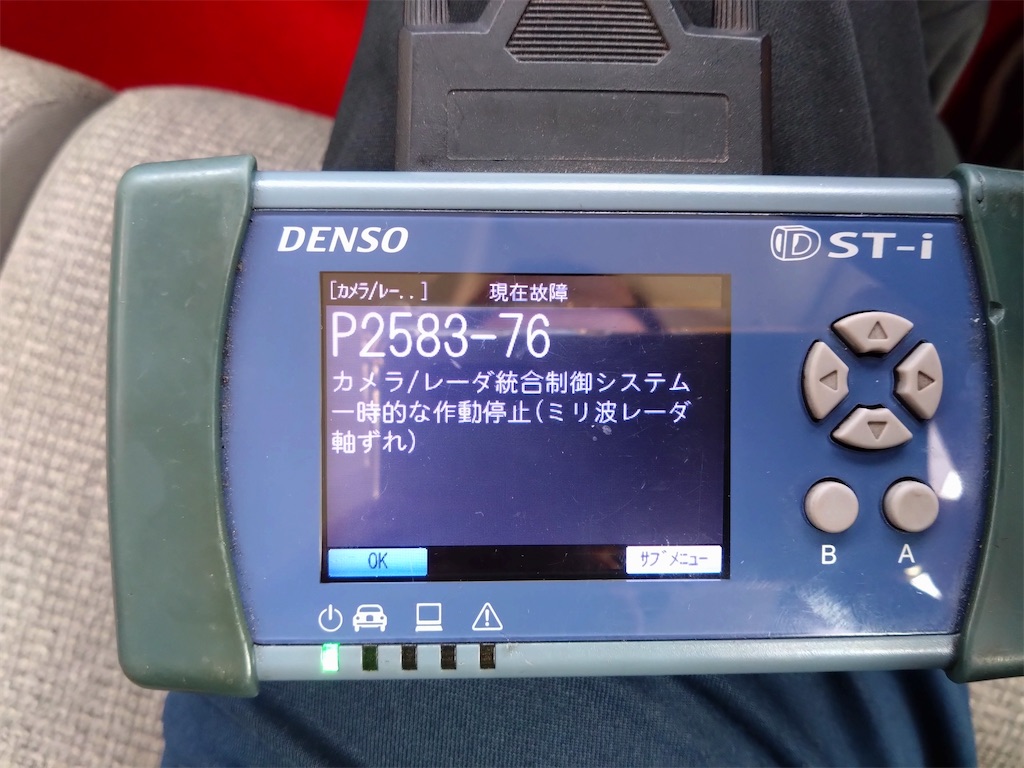 DENSO
D ST-i
[ｶﾒﾗ/ﾚｰ..] 現在故障
P2583-76
カメラ/レーダ統合制御システム
一時的な作動停止(ミリ波レーダ
軸ずれ)
OK ｻﾌﾞﾒﾆｭｰ
B A